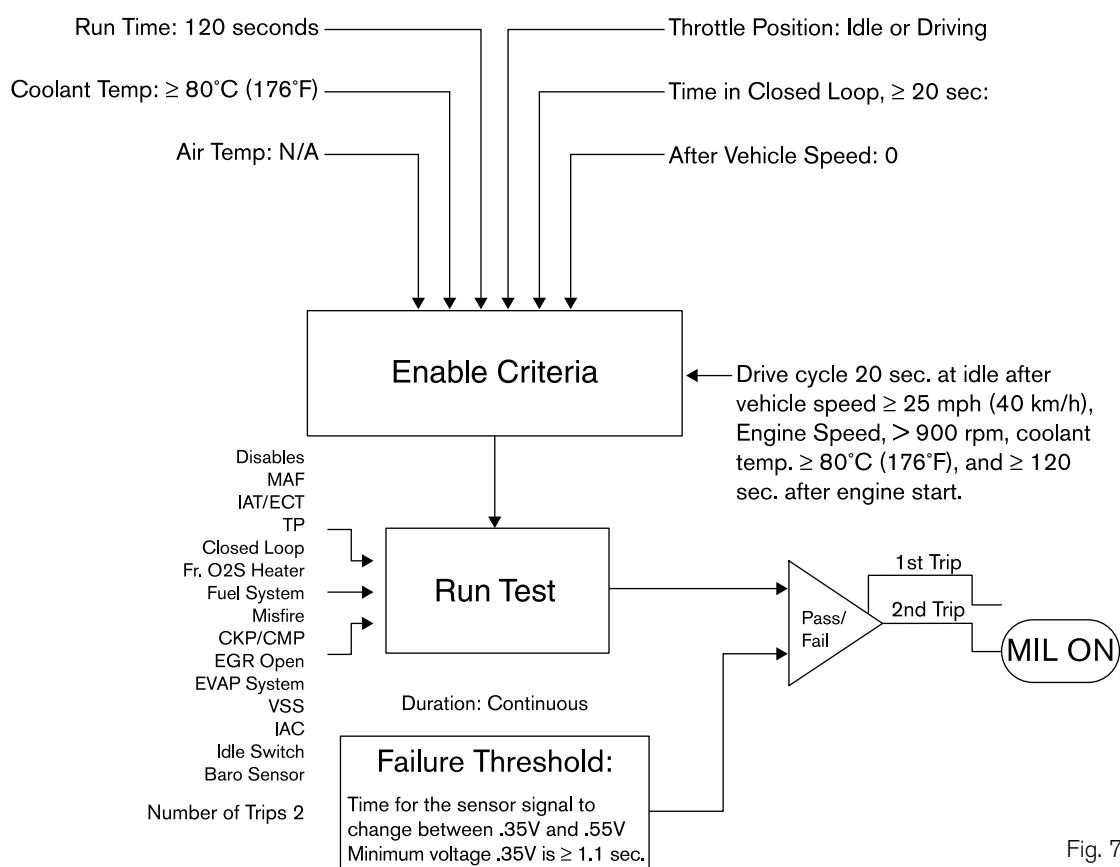 Run Time: 120 seconds
Throttle Position: Idle or Driving
Coolant Temp: ≥ 80°C (176°F)
Time in Closed Loop, ≥ 20 sec:
Air Temp: N/A
After Vehicle Speed: 0
Enable Criteria
Drive cycle 20 sec. at idle after
vehicle speed ≥ 25 mph (40 km/h),
Engine Speed, > 900 rpm, coolant
temp. ≥ 80°C (176°F), and ≥ 120
sec. after engine start.
Disables
MAF
IAT/ECT
TP
Closed Loop
Fr. O2S Heater
Fuel System
Misfire
CKP/CMP
EGR Open
EVAP System
VSS
IAC
Idle Switch
Baro Sensor
Number of Trips 2
Run Test
Duration: Continuous
Pass/
Fail
1st Trip
2nd Trip
MIL ON
Failure Threshold:
Time for the sensor signal to
change between .35V and .55V
Minimum voltage .35V is ≥ 1.1 sec.
Fig. 7